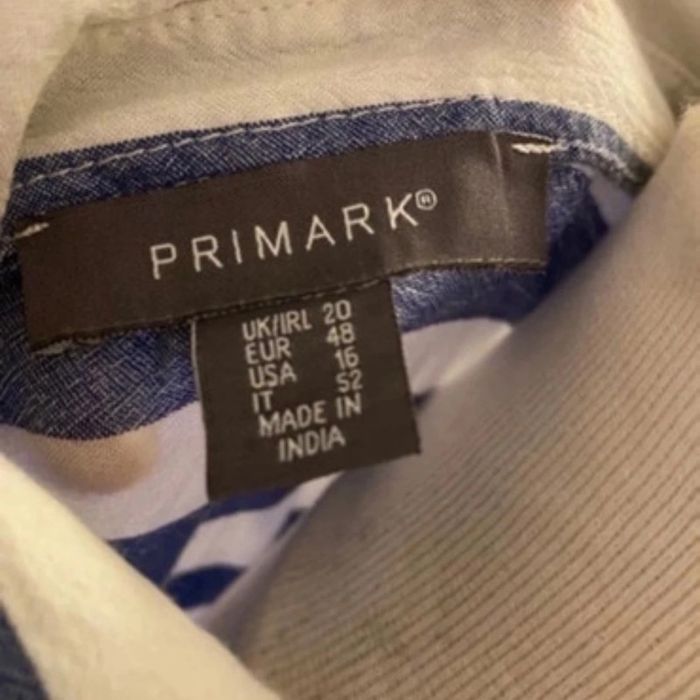 PRIMARK®
UK/IRL 20
EUR 48
USA 16
IT 52
MADE IN
INDIA